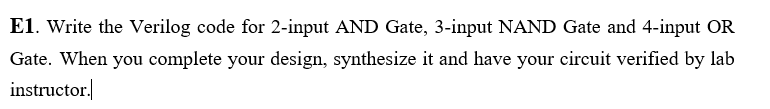 E1. Write the Verilog code for 2-input AND Gate, 3-input NAND Gate and 4-input OR
Gate. When you complete your design, synthesize it and have your circuit verified by lab
instructor.